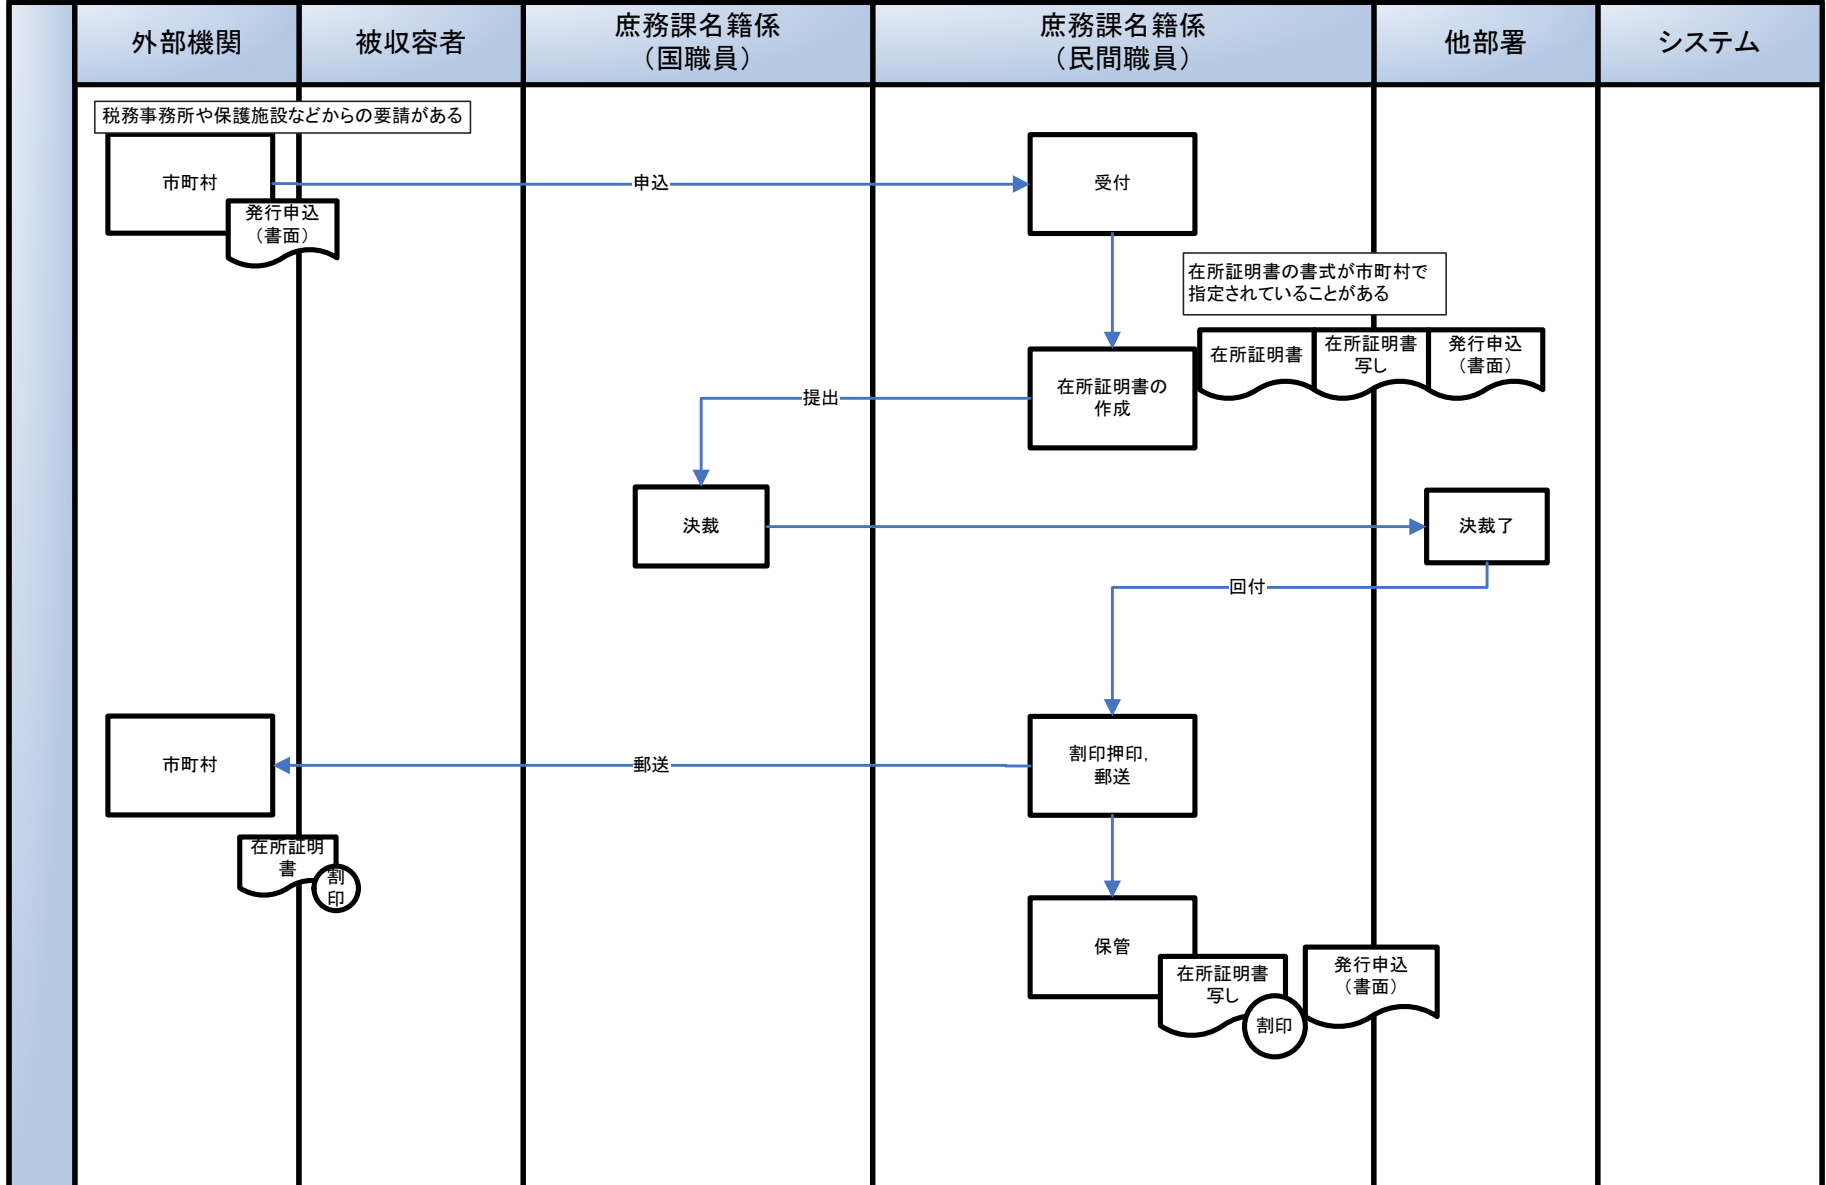 外部機関
被収容者
庶務課名籍係
（国職員）
庶務課名籍係
（民間職員）
他部署
システム
税務事務所や保護施設などからの要請がある
市町村
発行申込
（書面）
申込
受付
在所証明書の書式が市町村で
指定されていることがある
在所証明書の
作成
在所証明書
在所証明書
写し
発行申込
（書面）
提出
決裁
決裁了
回付
市町村
郵送
割印押印，
郵送
在所証明
書
割
印
保管
在所証明書
写し
割印
発行申込
（書面）